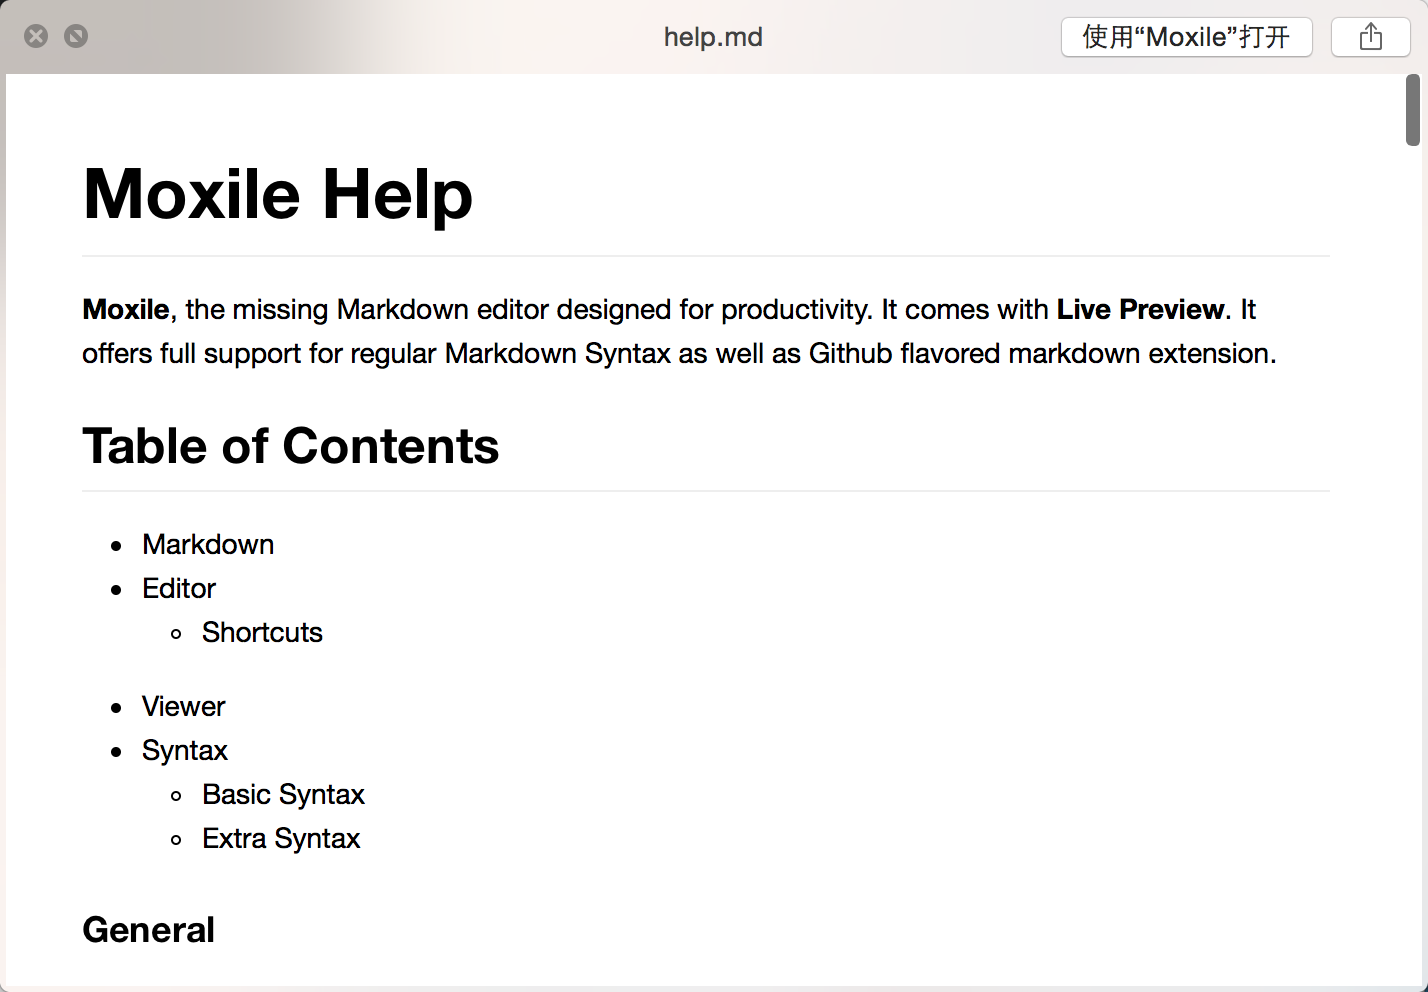 help.md
使用“Moxile”打开
Moxile Help
Moxile, the missing Markdown editor designed for productivity. It comes with Live Preview. It
offers full support for regular Markdown Syntax as well as Github flavored markdown extension.
Table of Contents
Markdown
Editor
Shortcuts
Viewer
Syntax
Basic Syntax
Extra Syntax
General